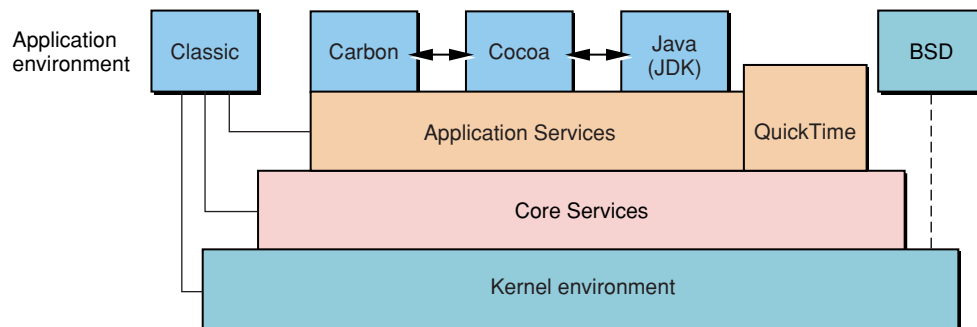 Application
environment
Classic
Carbon
Cocoa
Java
(JDK)
BSD
Application Services
QuickTime
Core Services
Kernel environment